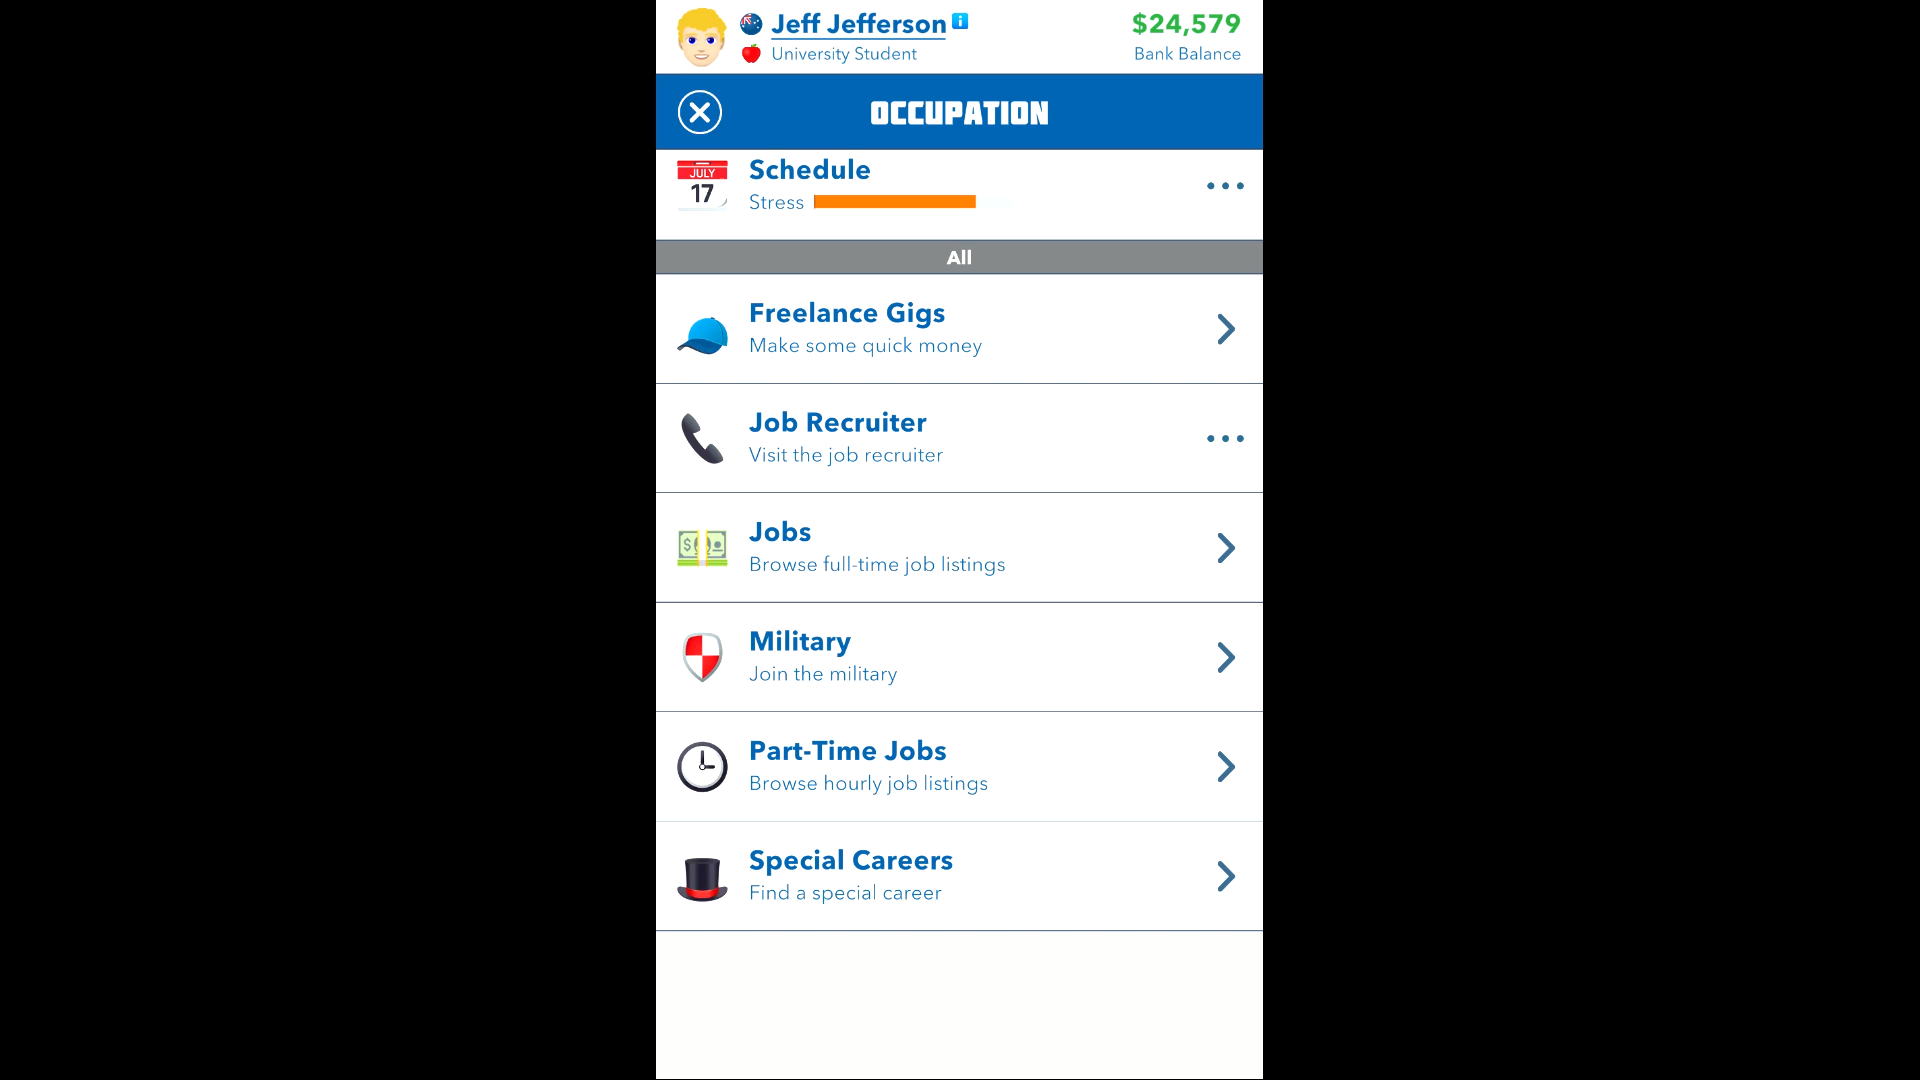 Jeff Jefferson
University Student
$24,579
Bank Balance
OCCUPATION
JULY
17
Schedule
Stress
All
Freelance Gigs
Make some quick money
Job Recruiter
Visit the job recruiter
Jobs
Browse full-time job listings
Military
Join the military
Part-Time Jobs
Browse hourly job listings
Special Careers
Find a special career